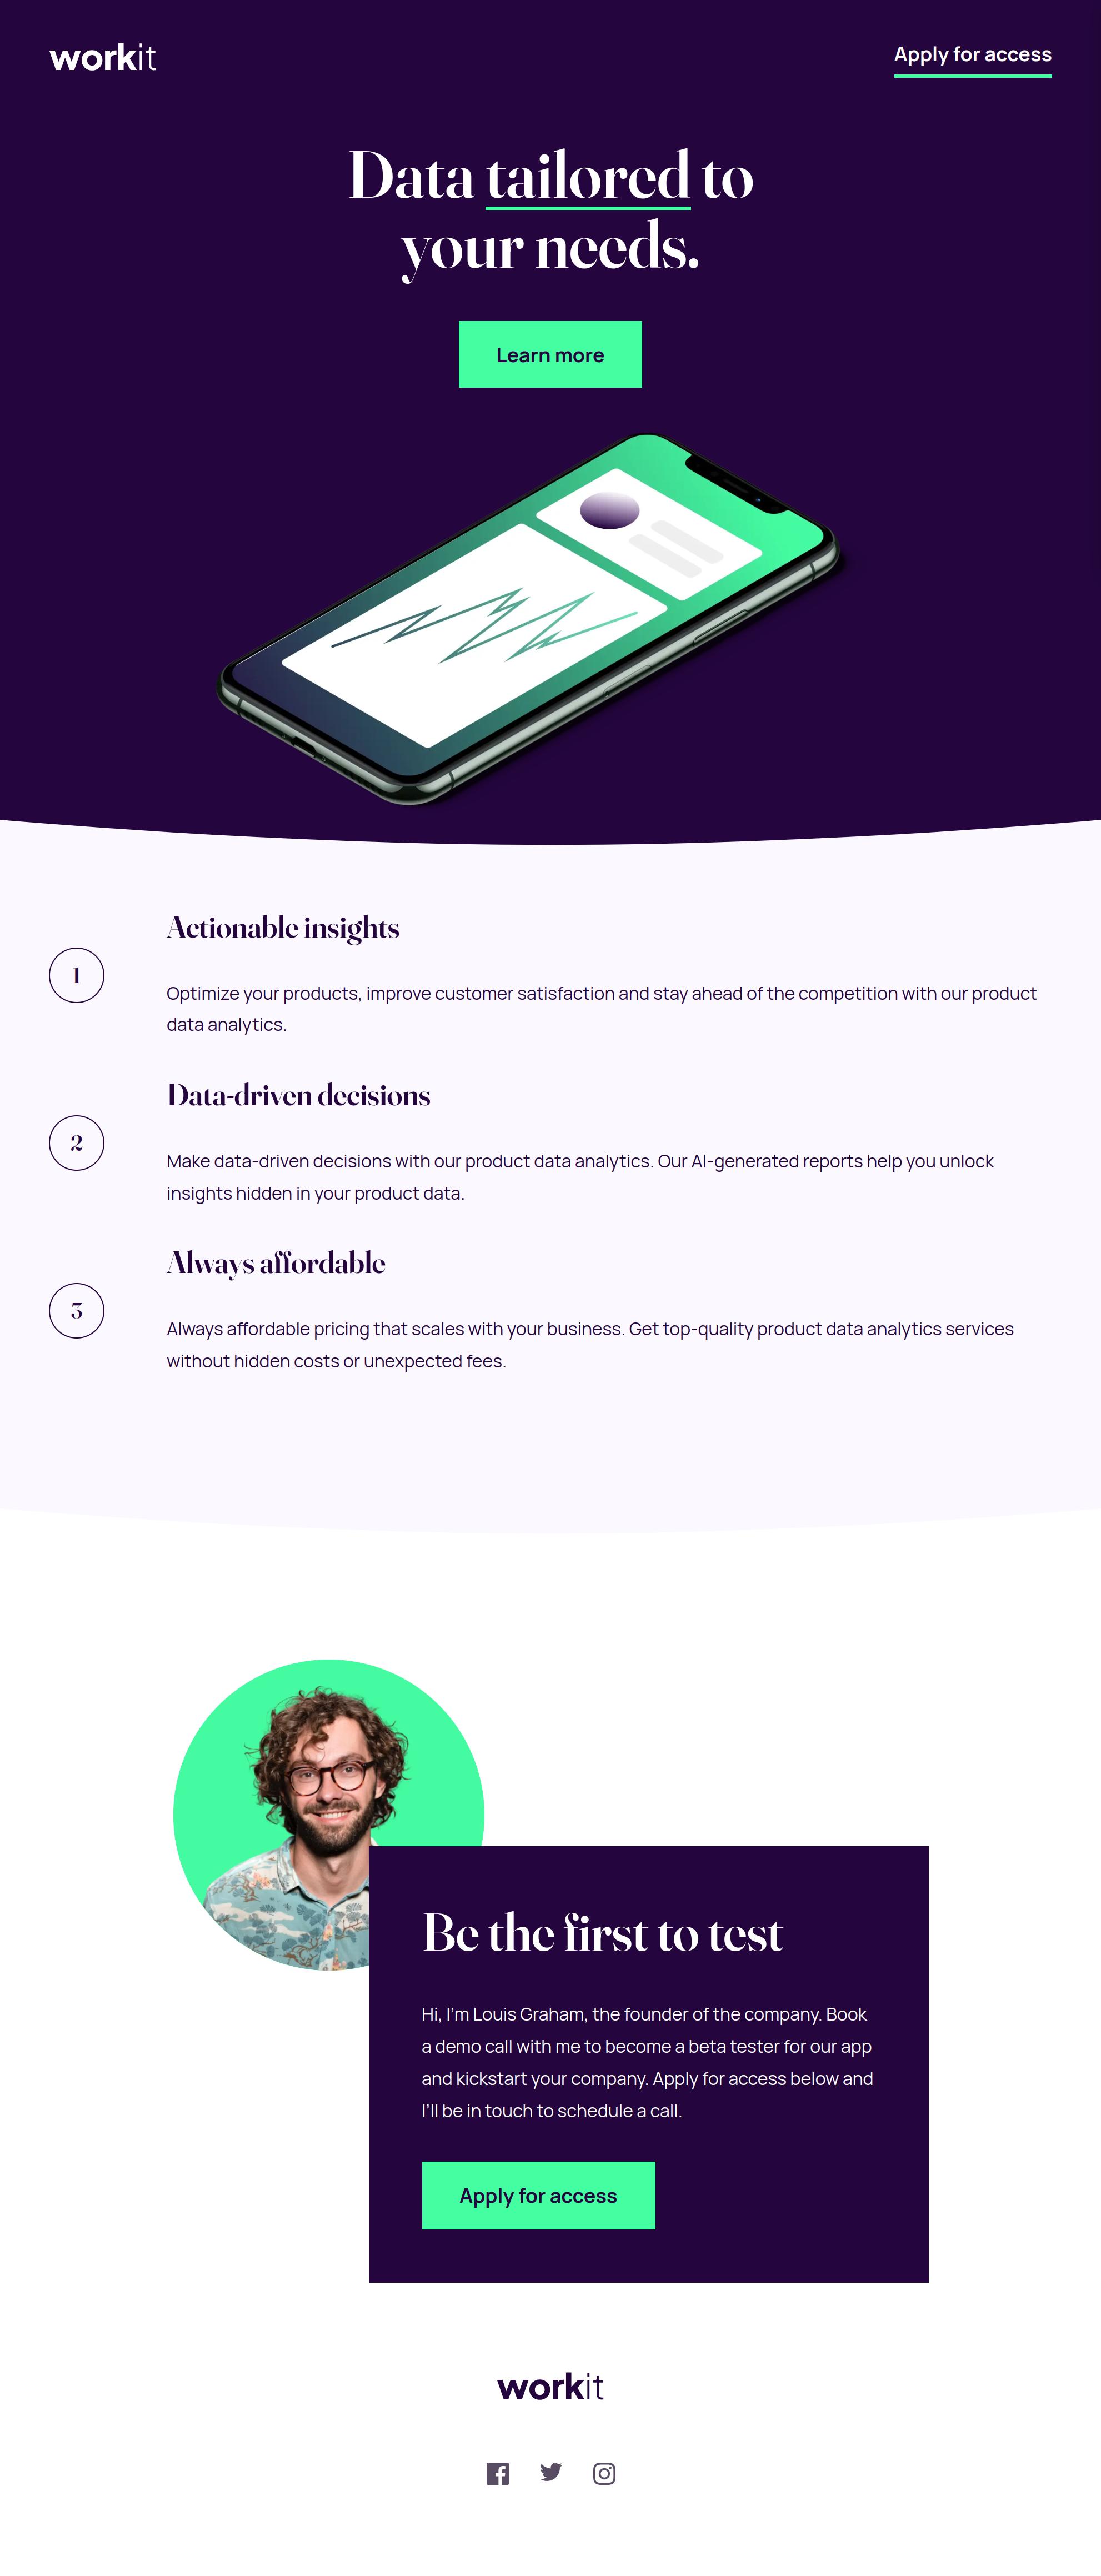 workit
Apply for access
Data tailored to
your needs.
Learn more
Actionable insights
1
Optimize your products, improve customer satisfaction and stay ahead of the competition with our product
data analytics.
Data-driven decisions
2
Make data-driven decisions with our product data analytics. Our AI-generated reports help you unlock
insights hidden in your product data.
Always affordable
3
Always affordable pricing that scales with your business. Get top-quality product data analytics services
without hidden costs or unexpected fees.
Be the first to test
Hi, I'm Louis Graham, the founder of the company. Book
a demo call with me to become a beta tester for our app
and kickstart your company. Apply for access below and
I'll be in touch to schedule a call.
Apply for access
workit